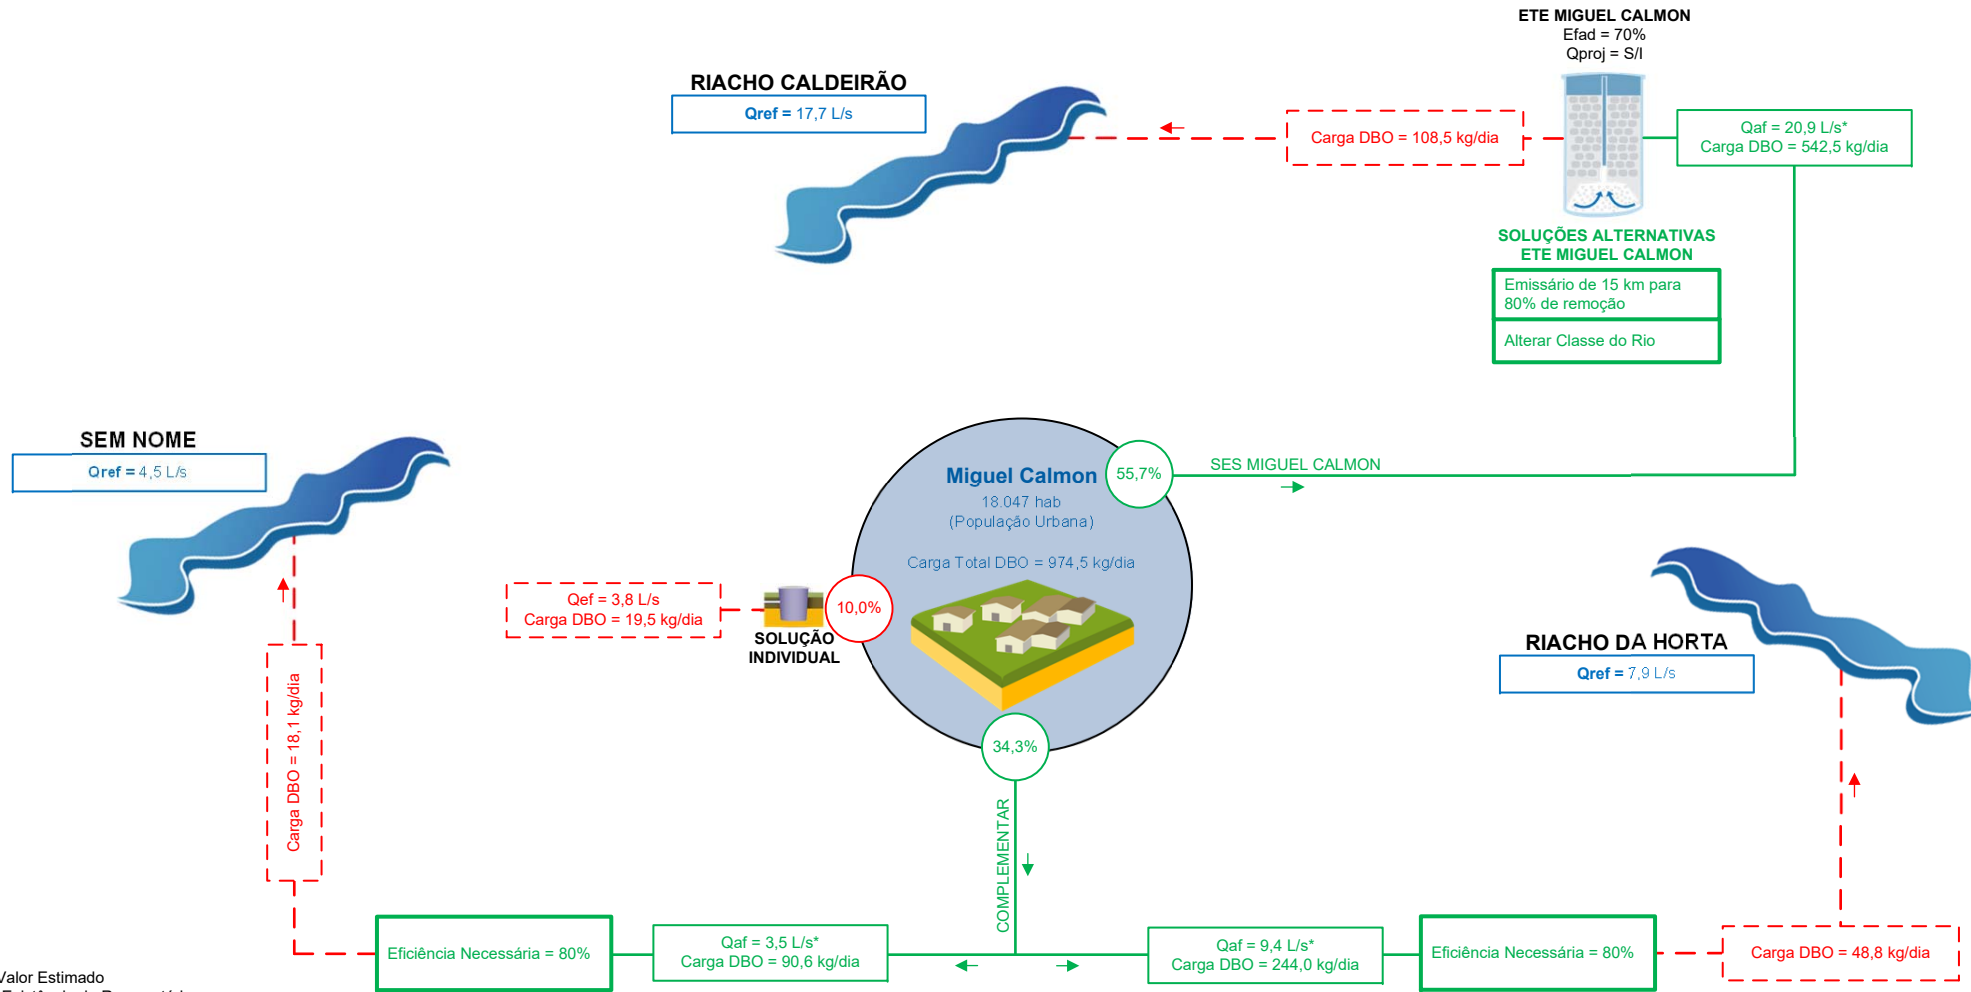 ETE MIGUEL CALMON
Efad = 70%
Qproj = S/I
RIACHO CALDEIRÃO
Qref = 17,7 L/s
Carga DBO = 108,5 kg/dia
Qaf = 20,9 L/s*
Carga DBO = 542,5 kg/dia
SOLUÇÕES ALTERNATIVAS
ETE MIGUEL CALMON
Emissário de 15 km para
80% de remoção
Alterar Classe do Rio
SEM NOME
Qref = 4,5 L/s
Miguel Calmon
18.047 hab
(População Urbana)
Carga Total DBO = 974,5 kg/dia
55,7%
SES MIGUEL CALMON
Qef = 3,8 L/s
Carga DBO = 19,5 kg/dia
SOLUÇÃO
INDIVIDUAL
10,0%
RIACHO DA HORTA
Qref = 7,9 L/s
Carga DBO = 18,1 kg/dia
34,3%
COMPLEMENTAR
Eficiência Necessária = 80%
Qaf = 3,5 L/s*
Carga DBO = 90,6 kg/dia
Qaf = 9,4 L/s*
Carga DBO = 244,0 kg/dia
Eficiência Necessária = 80%
Carga DBO = 48,8 kg/dia
Valor Estimado